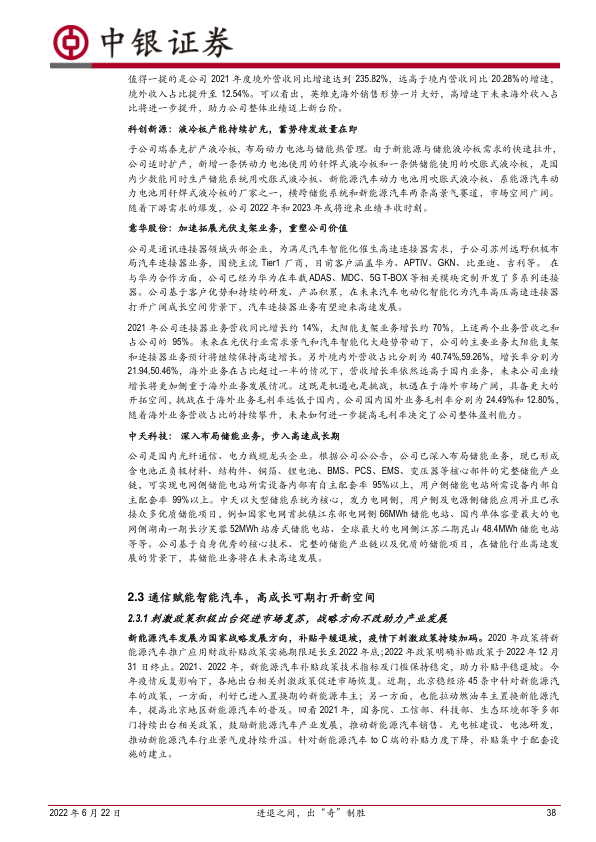 中银证券
值得一提的是公司 2021 年度境外营收同比增速达到 235.82%，远高于境内营收同比 20.28%的增速，
境外收入占比提升至 12.54%。可以看出，英维克海外销售形势一片大好，高增速下未来海外收入占
比将进一步提升，助力公司整体业绩迈上新台阶。
科创新源：液冷板产能持续扩充，蓄势待发放量在即
子公司瑞泰克扩产液冷板，布局动力电池与储能热管理。由于新能源与储能液冷板需求的快速拉升，
公司适时扩产，新增一条供动力电池使用的钎焊式液冷板和一条供储能使用的吹胀式液冷板，是国
内少数能同时生产储能系统用吹胀式液冷板、新能源汽车动力电池用吹胀式液冷板、系能源汽车动
力电池用钎焊式液冷板的厂家之一，横跨储能系统和新能源汽车两条高景气赛道，市场空间广阔。
随着下游需求的爆发，公司 2022 年和 2023 年或将迎来业绩丰收时刻。
意华股份：加速拓展光伏支架业务，重塑公司价值
公司是通讯连接器领域头部企业，为满足汽车智能化催生高速连接器需求，子公司苏州远野积极布
局汽车连接器业务，围绕主流 Tier1 厂商，目前客户涵盖华为、APTIV、GKN、比亚迪、吉利等。 在
与华为合作方面，公司已经为华为在车载 ADAS、MDC、5G T-BOX 等相关模块定制开发了多系列连接
器。公司基于客户优势和持续的研发、产品积累，在未来汽车电动化智能化为汽车高压高速连接器
打开广阔成长空间背景下，汽车连接器业务有望迎来高速发展。
2021 年公司连接器业务营收同比增长约 14%，太阳能支架业务增长约 70%，上述两个业务营收之和
占公司的 95%。未来在光伏行业需求景气和汽车智能化大趋势带动下，公司的主要业务太阳能支架
和连接器业务预计将继续保持高速增长。另外境内外营收占比分别为 40.74%,59.26%，增长率分别为
21.94,50.46%，海外业务在占比超过一半的情况下，营收增长率依然远高于国内业务，未来公司业绩
增长将更加侧重于海外业务发展情况。这既是机遇也是挑战，机遇在于海外市场广阔，具备更大的
开拓空间，挑战在于海外业务毛利率远低于国内，公司国内国外业务毛利率分别为 24.49%和 12.80%，
随着海外业务营收占比的持续攀升，未来如何进一步提高毛利率决定了公司整体盈利能力。
中天科技： 深入布局储能业务，步入高速成长期
公司是国内光纤通信、电力线缆龙头企业。根据公司公公告，公司已深入布局储能业务，现已形成
含电池正负极材料、结构件、铜箔、锂电池、BMS、PCS、EMS、变压器等核心部件的完整储能产业
链，可实现电网侧储能电站所需设备内部有自主配套率 95%以上，用户侧储能电站所需设备内部自
主配套率 99%以上。中天以大型储能系统为核心，发力电网侧，用户侧及电源侧储能应用并且已承
接众多优质储能项目，例如国家电网首批镇江东部电网侧 66MWh 储能电站、国内单体容量最大的电
网侧湖南一期长沙芙蓉 52MWh 站房式储能电站、全球最大的电网侧江苏二期昆山 48.4MWh 储能电站
等等。公司基于自身优秀的核心技术、完整的储能产业链以及优质的储能项目，在储能行业高速发
展的背景下，其储能业务将在未来高速发展。
2.3 通信赋能智能汽车，高成长可期打开新空间
2.3.1 刺激政策积极出台促进市场复苏，战略方向不改助力产业发展
新能源汽车发展为国家战略发展方向，补贴平缓退坡，疫情下刺激政策持续加码。2020 年政策将新
能源汽车推广应用财政补贴政策实施期限延长至 2022 年底；2022 年政策明确补贴政策于 2022 年 12 月
31 日终止。2021、2022 年，新能源汽车补贴政策技术指标及门槛保持稳定，助力补贴平稳退坡。今
年疫情反复影响下，各地出台相关刺激政策促进市场恢复。近期，北京稳经济 45 条中针对新能源汽
车的政策，一方面，利好已进入置换期的新能源车主；另一方面，也能拉动燃油车主置换新能源汽
车，提高北京地区新能源汽车的普及。回看 2021 年，国务院、工信部、科技部、生态环境部等多部
门持续出台相关政策，鼓励新能源汽车产业发展，推动新能源汽车销售、充电桩建设、电池研发，
推动新能源汽车行业景气度持续升温。针对新能源汽车 to C 端的补贴力度下降，补贴集中于配套设
施的建立。
2022 年 6 月 22 日
进退之间，出“奇”制胜
38